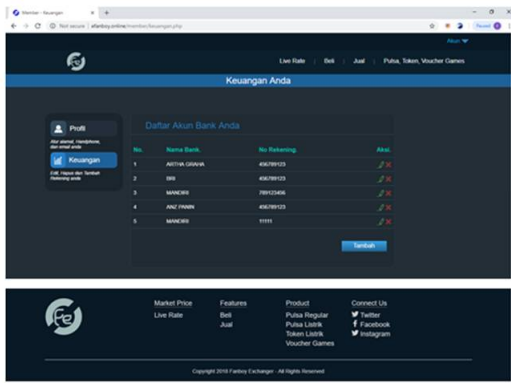 Member - Keuangan
Not secure | efanboy.online/member/keuangan.php
Paused
Akun
Live Rate | Beli | Jual | Pulsa, Token, Voucher Games
Keuangan Anda
Profil
Atur alamat, Handphone,
dan email anda
Keuangan
Edit, Hapus dan Tambah
Rekening anda
Daftar Akun Bank Anda
No. Nama Bank. No Rekening. Aksi.
1 ARTHA GRAHA 456789123
2 BRI 456789123
3 MANDIRI 789123456
4 ANZ PANIN 456789123
5 MANDIRI 11111
Tambah
Fe
Market Price Features Product Connect Us
Live Rate Beli Pulsa Regular Twitter
Jual Pulsa Listrik Facebook
Token Listrik Instagram
Voucher Games
Copyright 2018 Fanboy Exchanger - All Rights Reserved